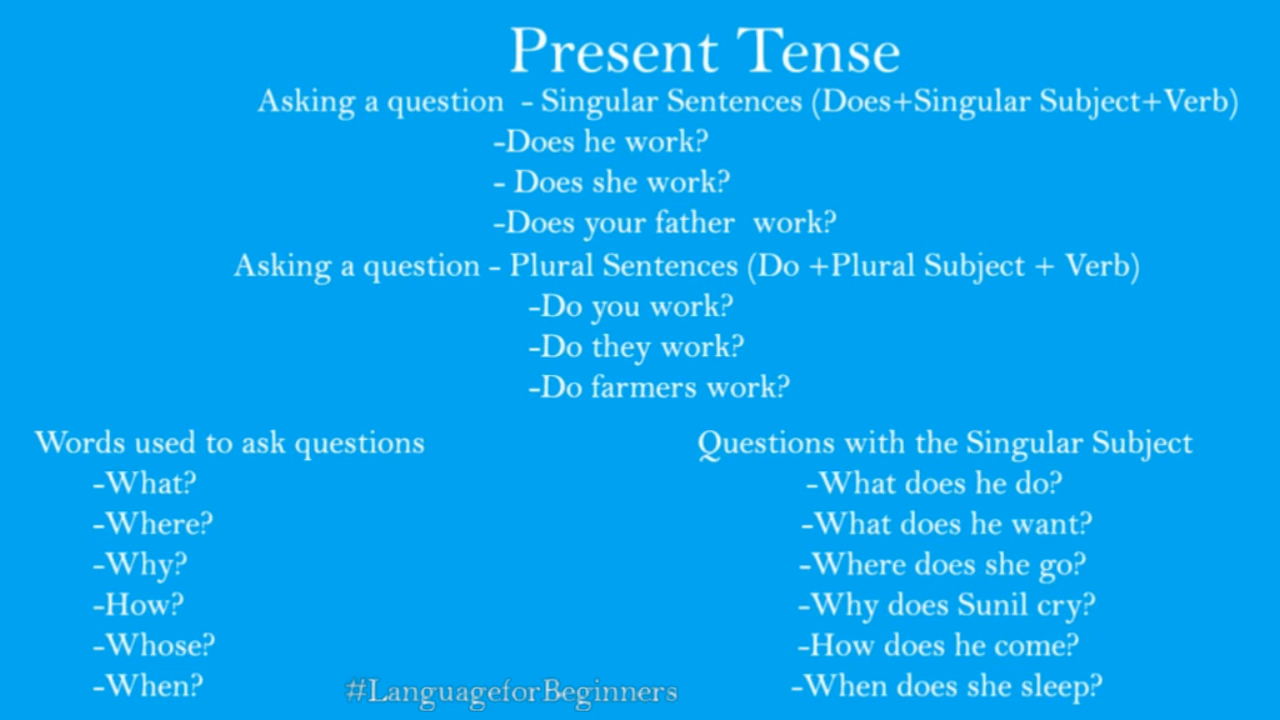 Present Tense
Asking a question - Singular Sentences (Does+Singular Subject+Verb)
-Does he work?
- Does she work?
-Does your father work?
Asking a question - Plural Sentences (Do +Plural Subject + Verb)
-Do you work?
-Do they work?
-Do farmers work?
Words used to ask questions
-What?
-Where?
-Why?
-How?
-Whose?
-When?
Questions with the Singular Subject
-What does he do?
-What does he want?
-Where does she go?
-Why does Sunil cry?
-How does he come?
-When does she sleep?
#LanguageforBeginners